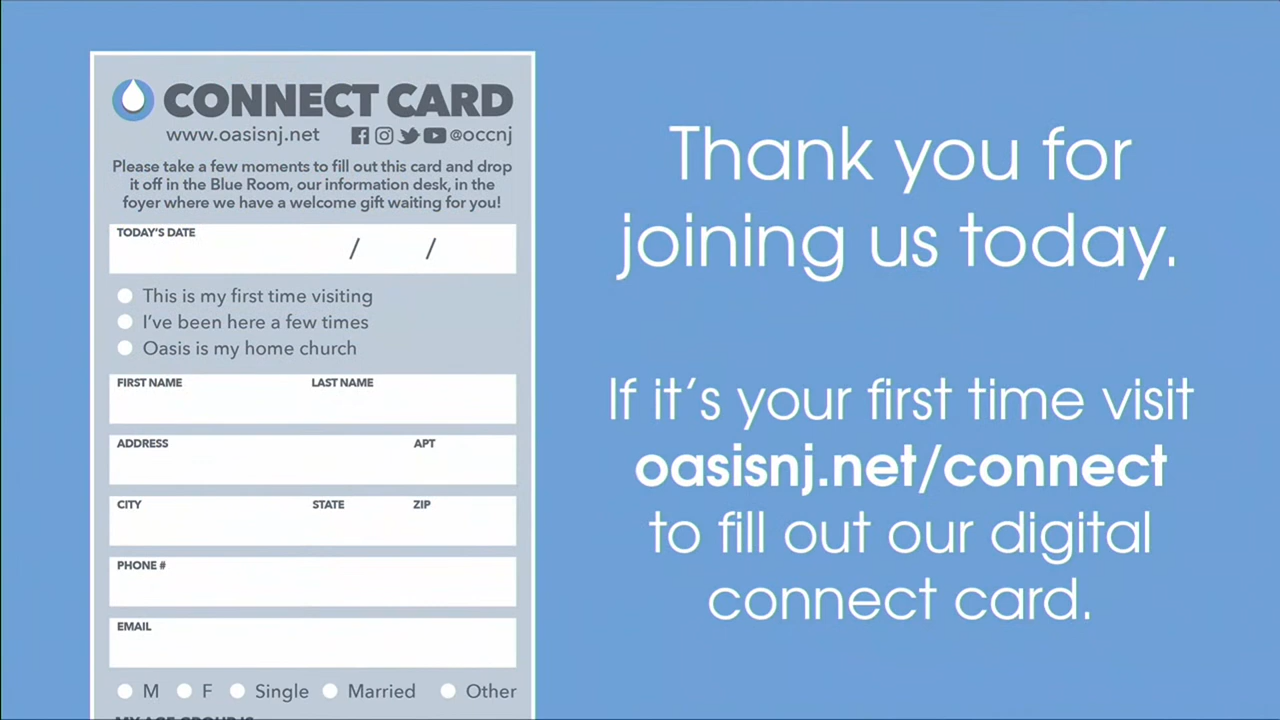 CONNECT CARD
www.oasisnj.net @occnj
Please take a few moments to fill out this card and drop
it off in the Blue Room, our information desk, in the
foyer where we have a welcome gift waiting for you!
TODAY'S DATE / /
This is my first time visiting
I've been here a few times
Oasis is my home church
FIRST NAME LAST NAME
ADDRESS APT
CITY STATE ZIP
PHONE #
EMAIL
M F Single Married Other
MY AGE GROUP IS
Thank you for
joining us today.
If it's your first time visit
oasisnj.net/connect
to fill out our digital
connect card.